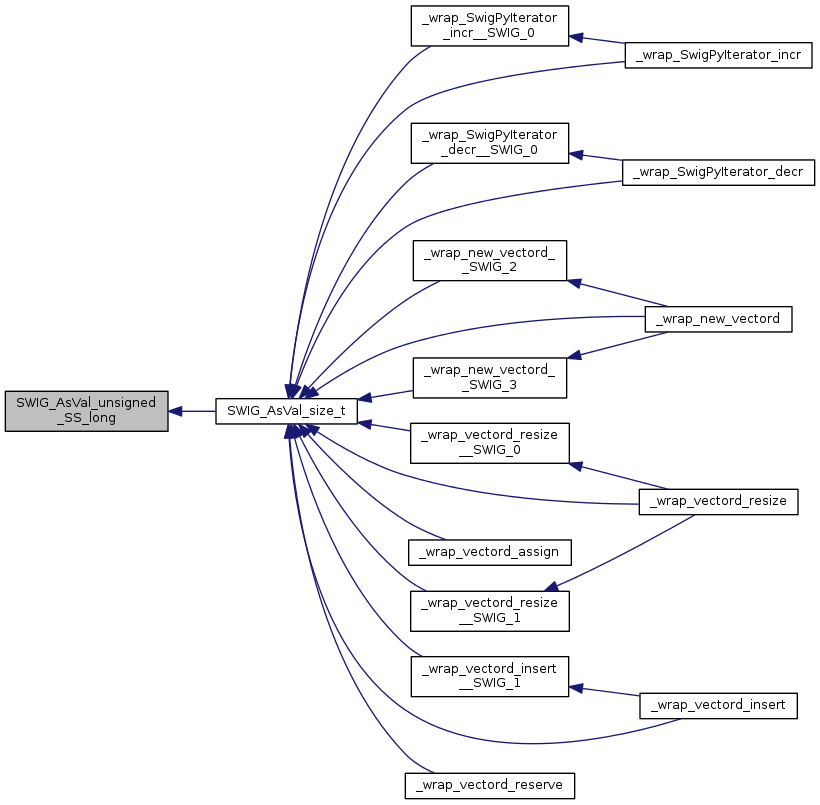 _wrap_SwigPyIterator
_incr__SWIG_0
_wrap_SwigPyIterator_incr
_wrap_SwigPyIterator
_decr__SWIG_0
_wrap_SwigPyIterator_decr
_wrap_new_vectord_
_SWIG_2
_wrap_new_vectord
_wrap_new_vectord_
_SWIG_3
SWIG_AsVal_unsigned
_SS_long
SWIG_AsVal_size_t
_wrap_vectord_resize
__SWIG_0
_wrap_vectord_resize
_wrap_vectord_assign
_wrap_vectord_resize
__SWIG_1
_wrap_vectord_insert
__SWIG_1
_wrap_vectord_insert
_wrap_vectord_reserve